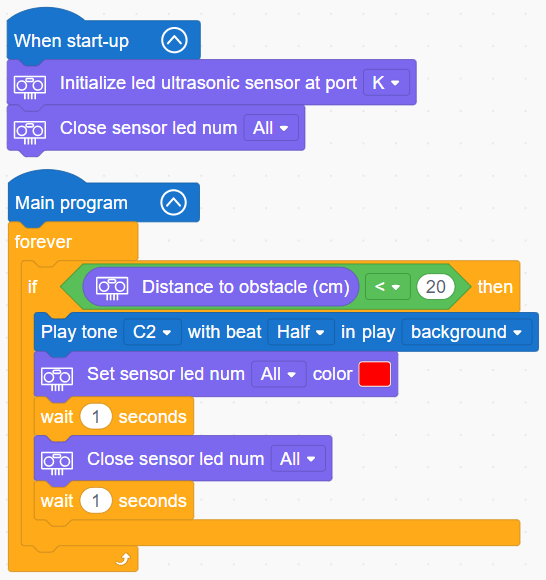 When start-up
Initialize led ultrasonic sensor at port K
Close sensor led num All
Main program
forever
if Distance to obstacle (cm) < 20 then
Play tone C2 with beat Half in play background
Set sensor led num All color
wait 1 seconds
Close sensor led num All
wait 1 seconds